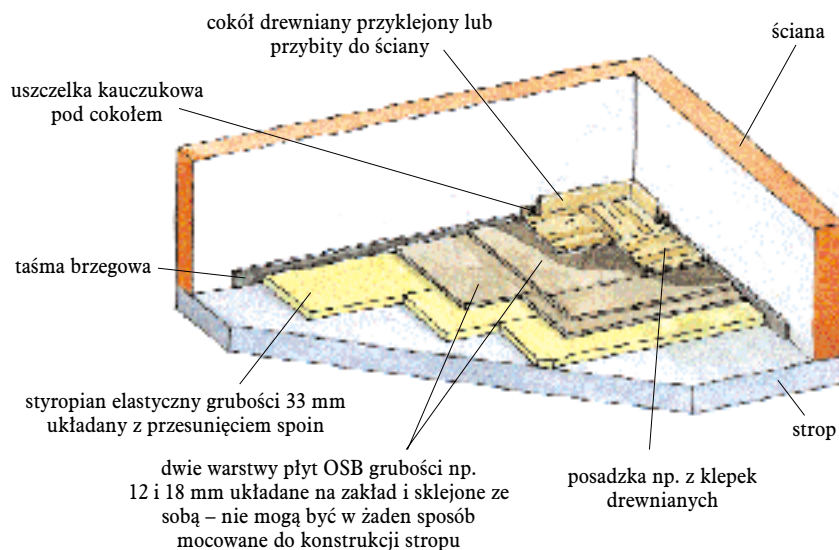 cokół drewniany przyklejony lub
przybity do ściany
ściana
uszczelka kauczukowa
pod cokołem
taśma brzegowa
styropian elastyczny grubości 33 mm
układany z przesunięciem spoin
strop
dwie warstwy płyt OSB grubości np.
12 i 18 mm układane na zakład i sklejone ze
sobą – nie mogą być w żaden sposób
mocowane do konstrukcji stropu
posadzka np. z klepek
drewnianych